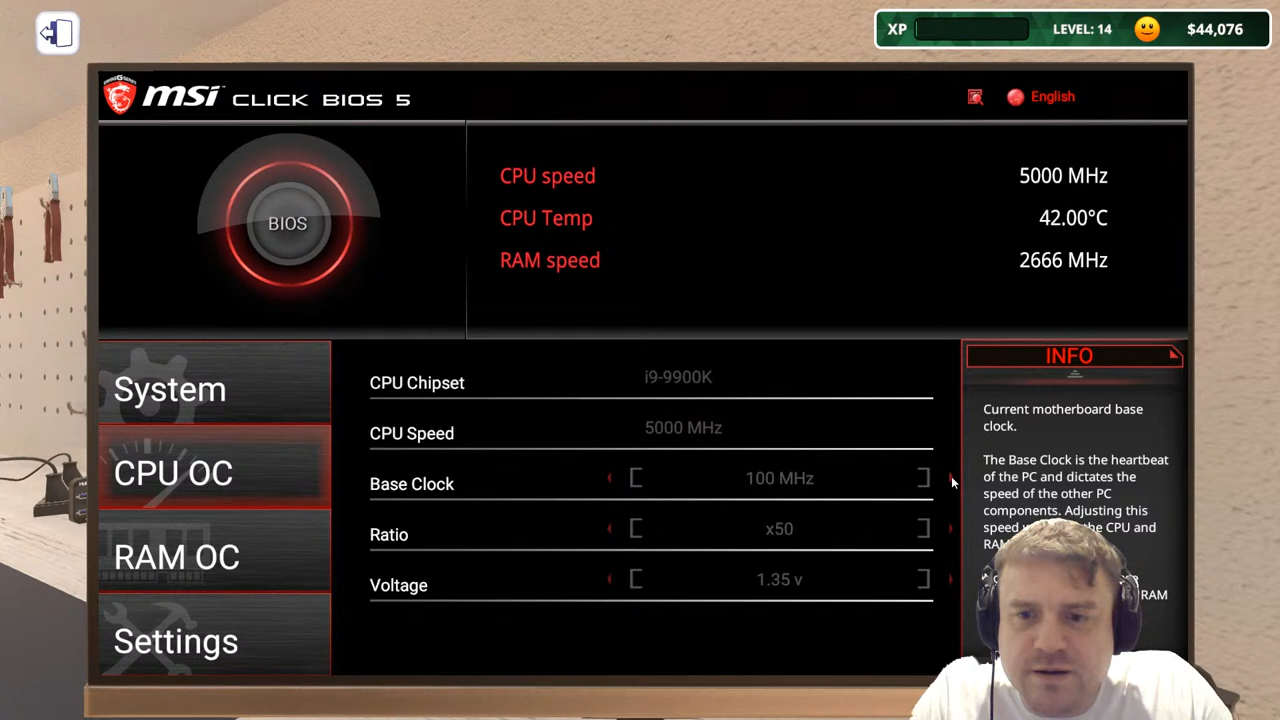 XP
LEVEL: 14
$44,076
msi CLICK BIOS 5
English
BIOS
CPU speed 5000 MHz
CPU Temp 42.00°C
RAM speed 2666 MHz
System
CPU OC
RAM OC
Settings
CPU Chipset i9-9900K
CPU Speed 5000 MHz
Base Clock 100 MHz
Ratio x50
Voltage 1.35 v
INFO
Current motherboard base
clock.
The Base Clock is the heartbeat
of the PC and dictates the
speed of the other PC
components. Adjusting this
speed the CPU and
RAM